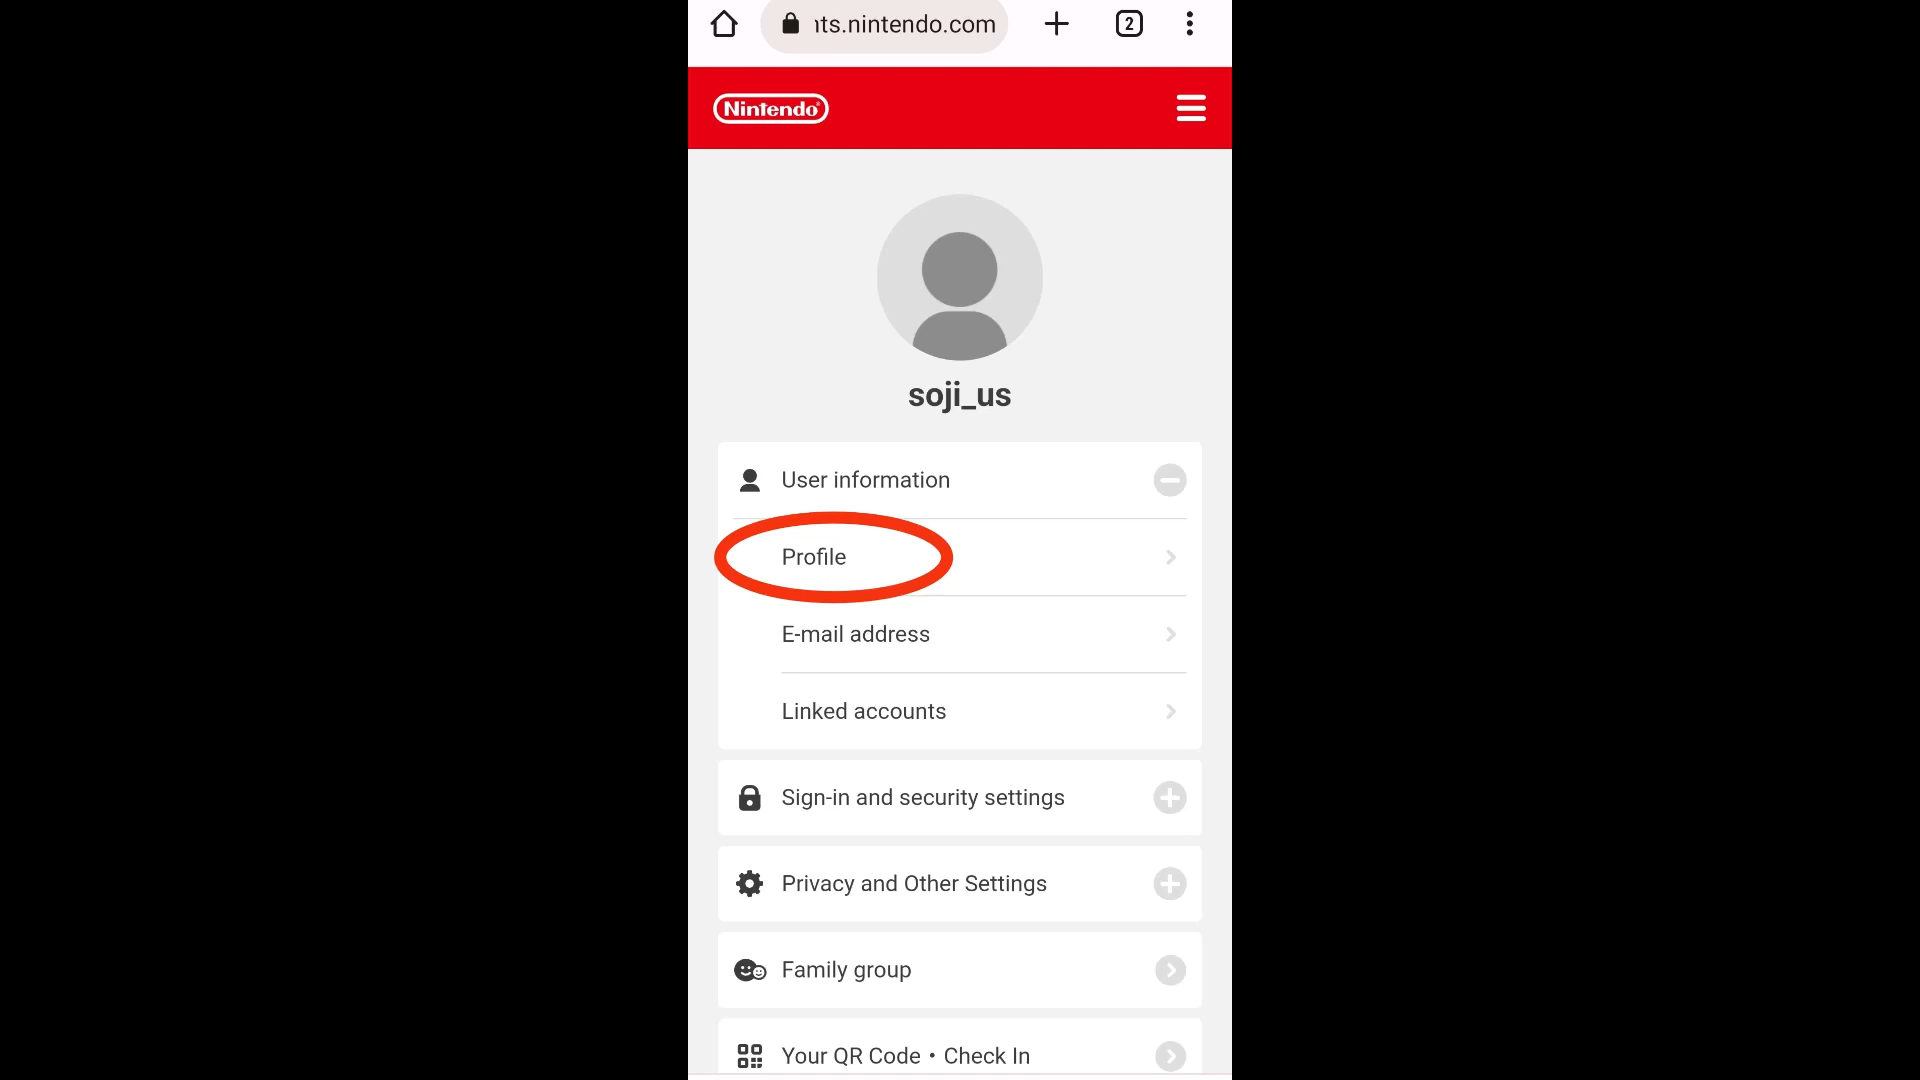 nts.nintendo.com
2
Nintendo
soji_us
User information
Profile
E-mail address
Linked accounts
Sign-in and security settings
Privacy and Other Settings
Family group
Your QR Code • Check In